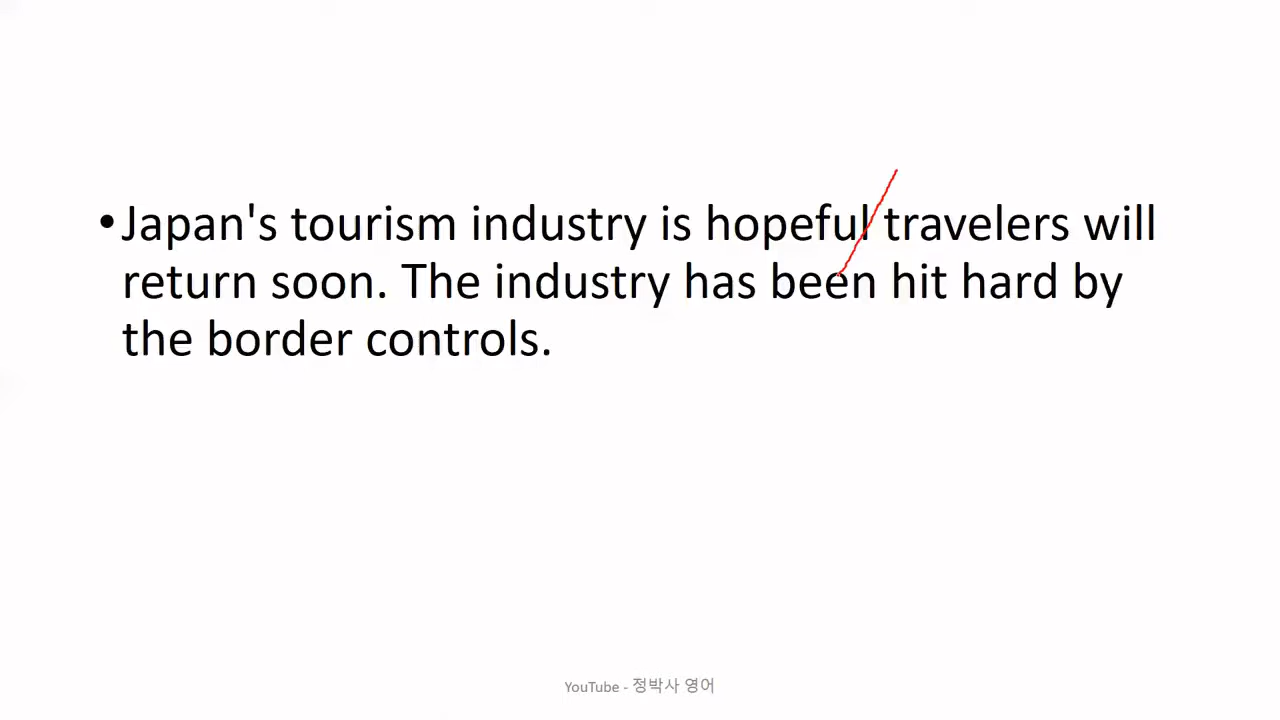 •Japan's tourism industry is hopeful travelers will
return soon. The industry has been hit hard by
the border controls.
YouTube - 정박사 영어